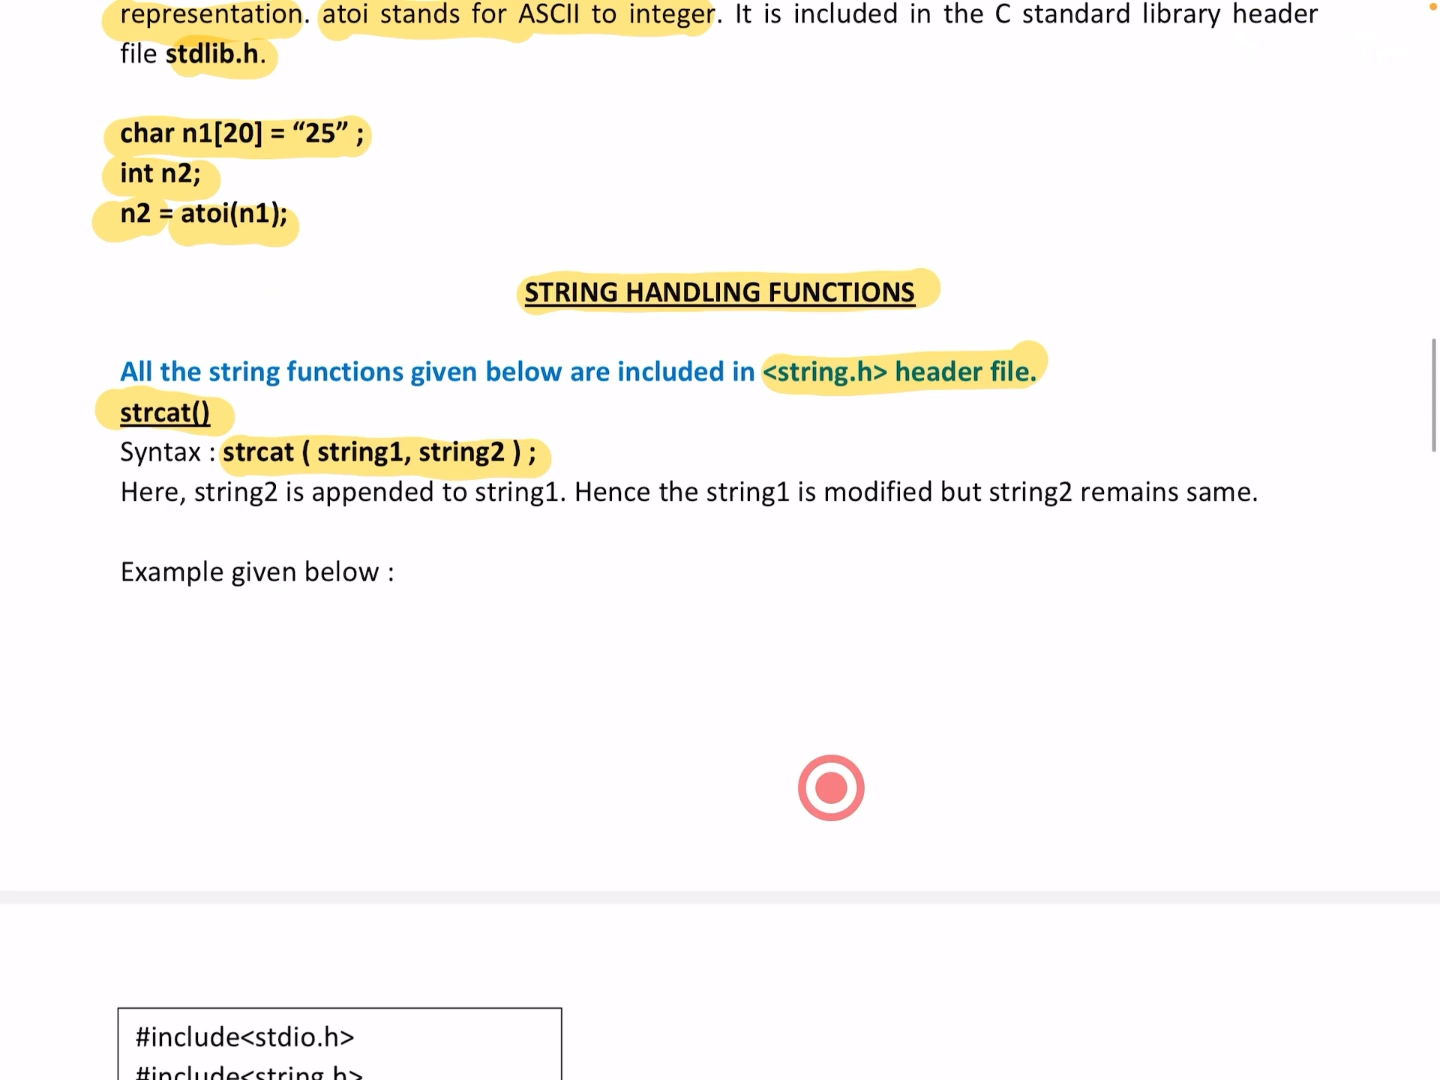 representation. atoi stands for ASCII to integer. It is included in the C standard library header
file stdlib.h.
char n1[20] = “25” ;
int n2;
n2 = atoi(n1);
STRING HANDLING FUNCTIONS
All the string functions given below are included in <string.h> header file.
strcat()
Syntax : strcat ( string1, string2 ) ;
Here, string2 is appended to string1. Hence the string1 is modified but string2 remains same.
Example given below :
#include<stdio.h>
#include<string.h>